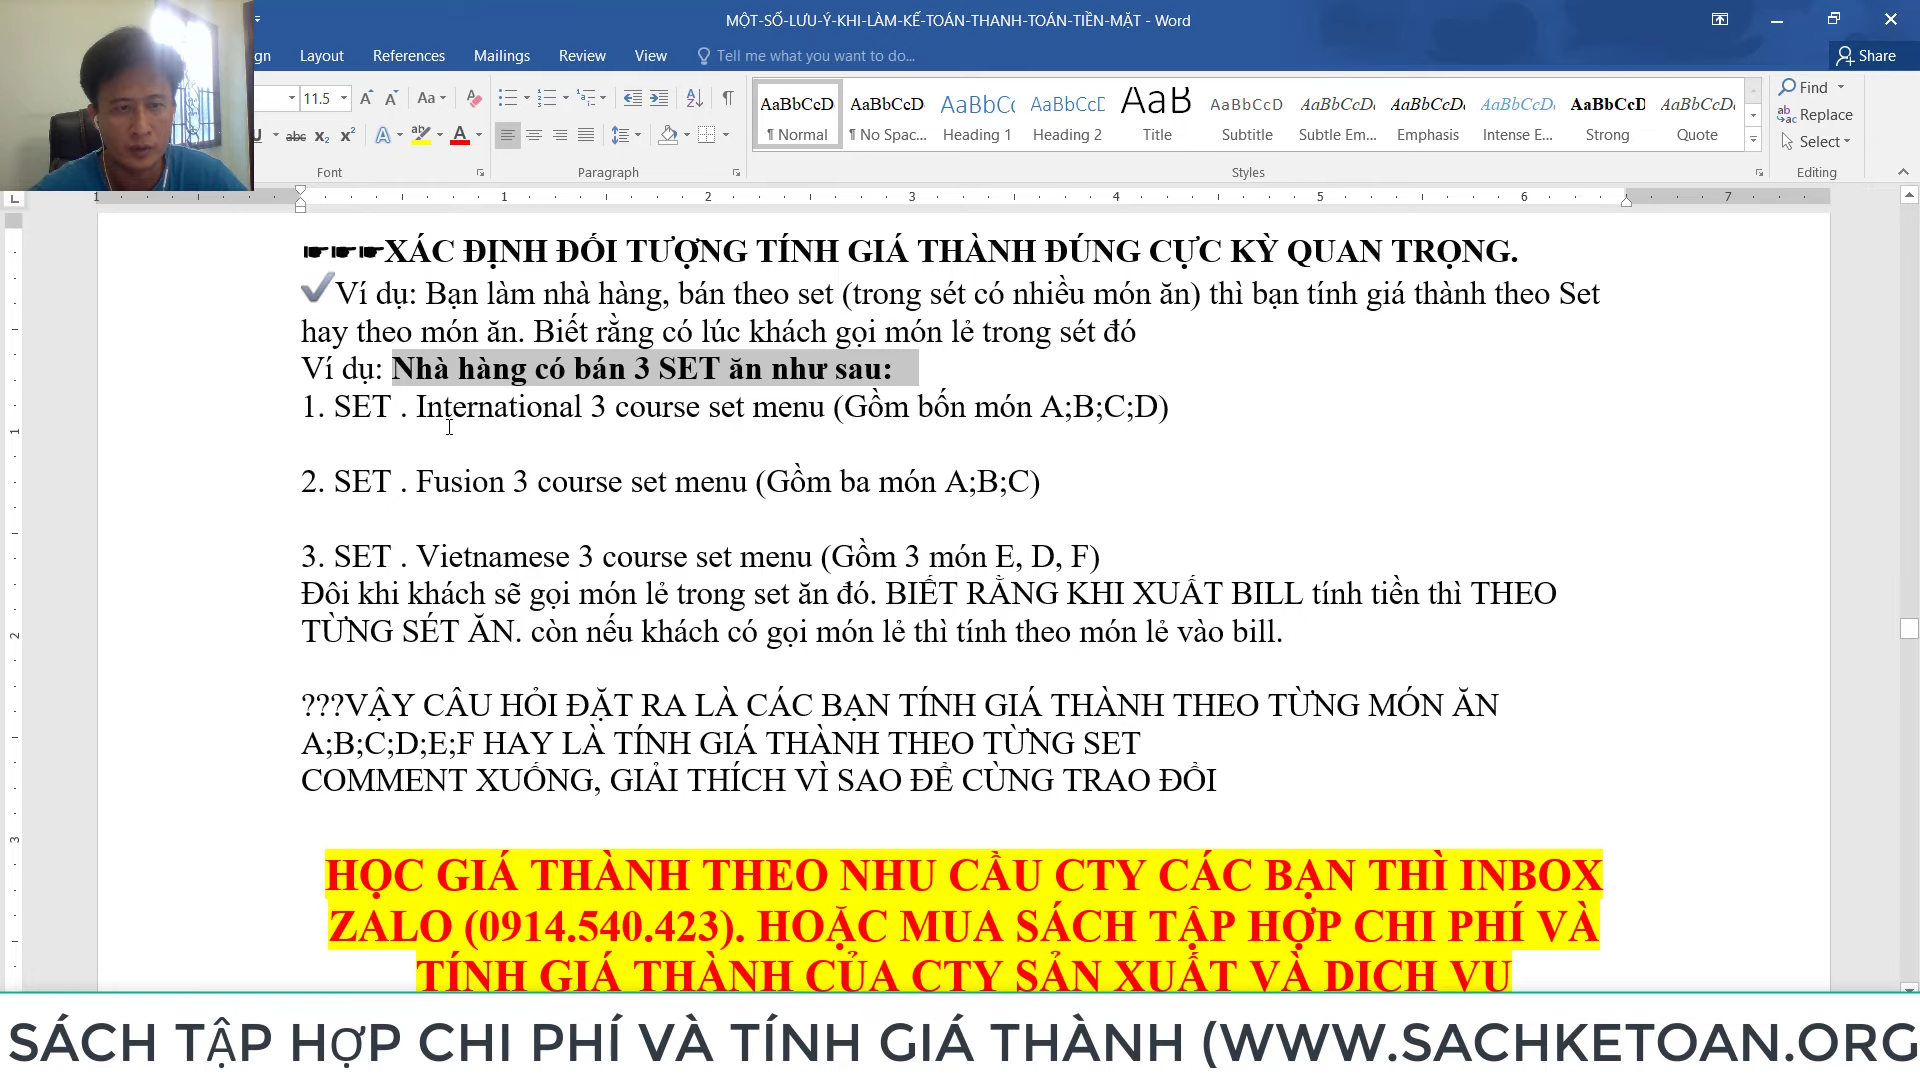 MỘT-SỐ-LƯU-Ý-KHI-LÀM-KẾ-TOÁN-THANH-TOÁN-TIỀN-MẶT - Word
Layout References Mailings Review View Tell me what you want to do... Share
11.5 Aa
AaBbCcD AaBbCcD AaBbCc AaBbCcD AaB AaBbCcD AaBbCcD AaBbCcD AaBbCcD AaBbCcD AaBbCcD
¶ Normal ¶ No Spac... Heading 1 Heading 2 Title Subtitle Subtle Em... Emphasis Intense E... Strong Quote
Find
Replace
Select
Font Paragraph Styles Editing
1 1 2 3 4 5 6 7
☛☛☛XÁC ĐỊNH ĐỐI TƯỢNG TÍNH GIÁ THÀNH ĐÚNG CỰC KỲ QUAN TRỌNG.
✔Ví dụ: Bạn làm nhà hàng, bán theo set (trong sét có nhiều món ăn) thì bạn tính giá thành theo Set
hay theo món ăn. Biết rằng có lúc khách gọi món lẻ trong sét đó
Ví dụ: Nhà hàng có bán 3 SET ăn như sau:
1. SET . International 3 course set menu (Gồm bốn món A;B;C;D)
2. SET . Fusion 3 course set menu (Gồm ba món A;B;C)
3. SET . Vietnamese 3 course set menu (Gồm 3 món E, D, F)
Đôi khi khách sẽ gọi món lẻ trong set ăn đó. BIẾT RẰNG KHI XUẤT BILL tính tiền thì THEO
TỪNG SÉT ĂN. còn nếu khách có gọi món lẻ thì tính theo món lẻ vào bill.
???VẬY CÂU HỎI ĐẶT RA LÀ CÁC BẠN TÍNH GIÁ THÀNH THEO TỪNG MÓN ĂN
A;B;C;D;E;F HAY LÀ TÍNH GIÁ THÀNH THEO TỪNG SET
COMMENT XUỐNG, GIẢI THÍCH VÌ SAO ĐỂ CÙNG TRAO ĐỔI
HỌC GIÁ THÀNH THEO NHU CẦU CTY CÁC BẠN THÌ INBOX
ZALO (0914.540.423). HOẶC MUA SÁCH TẬP HỢP CHI PHÍ VÀ
TÍNH GIÁ THÀNH CỦA CTY SẢN XUẤT VÀ DỊCH VỤ
SÁCH TẬP HỢP CHI PHÍ VÀ TÍNH GIÁ THÀNH (WWW.SACHKETOAN.ORG